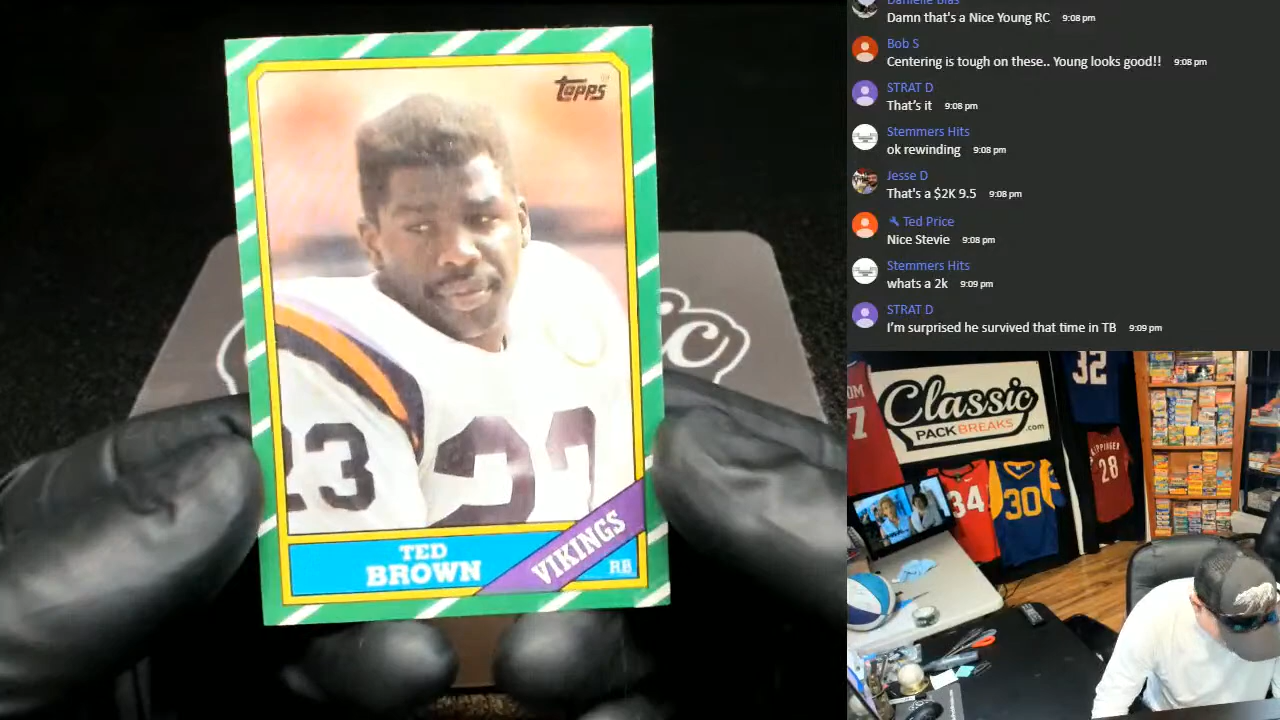 Topps
23
23
TED
BROWN
VIKINGS
RB
Damn that's a Nice Young RC 9:08 pm
Bob S
Centering is tough on these.. Young looks good!! 9:08 pm
STRAT D
That's it 9:08 pm
Stemmers Hits
ok rewinding 9:08 pm
Jesse D
That's a $2K 9.5 9:08 pm
Ted Price
Nice Stevie 9:08 pm
Stemmers Hits
whats a 2k 9:09 pm
STRAT D
I'm surprised he survived that time in TB 9:09 pm
7
Classic
PACK BREAKS.com
32
34
30
28